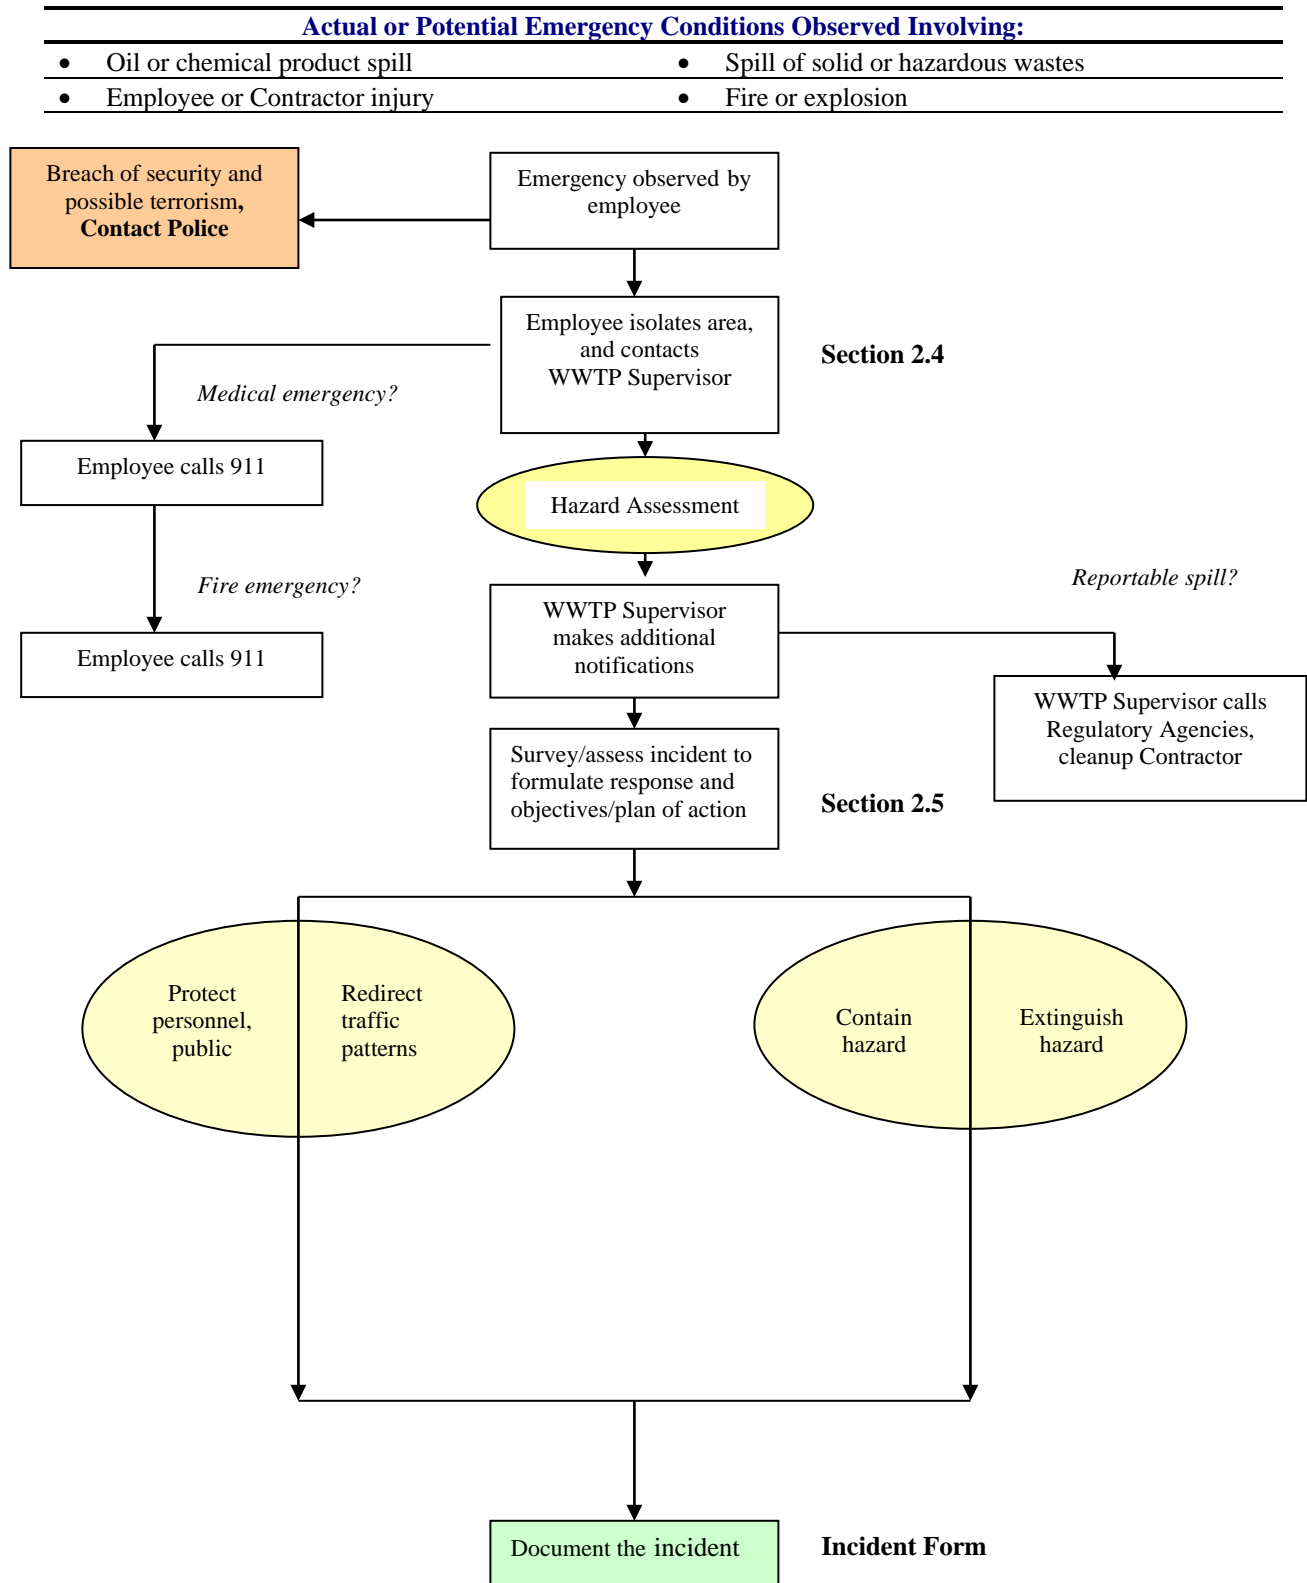 Actual or Potential Emergency Conditions Observed Involving:
• Oil or chemical product spill
• Spill of solid or hazardous wastes
• Employee or Contractor injury
• Fire or explosion
Breach of security and
possible terrorism,
Contact Police
Emergency observed by
employee
Employee isolates area,
and contacts
WWTP Supervisor
Section 2.4
Medical emergency?
Employee calls 911
Hazard Assessment
Fire emergency?
Employee calls 911
WWTP Supervisor
makes additional
notifications
Reportable spill?
WWTP Supervisor calls
Regulatory Agencies,
cleanup Contractor
Survey/assess incident to
formulate response and
objectives/plan of action
Section 2.5
Protect
personnel,
public
Redirect
traffic
patterns
Contain
hazard
Extinguish
hazard
Document the incident
Incident Form